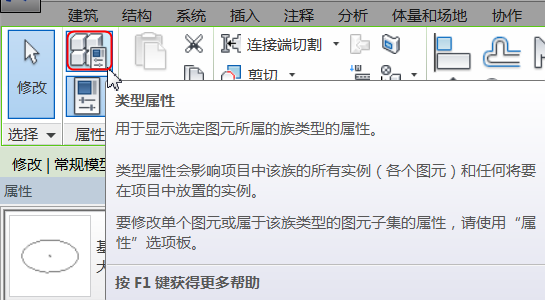 建筑 结构 系统 插入 注释 分析 体量和场地 协作
修改
连接端切割
剪切
选择
属性
修改 | 常规模型
属性
类型属性
用于显示选定图元所属的族类型的属性。
类型属性会影响项目中该族的所有实例（各个图元）和任何将要
在项目中放置的实例。
要修改单个图元或属于该族类型的图元子集的属性，请使用“属
性”选项板。
按 F1 键获得更多帮助